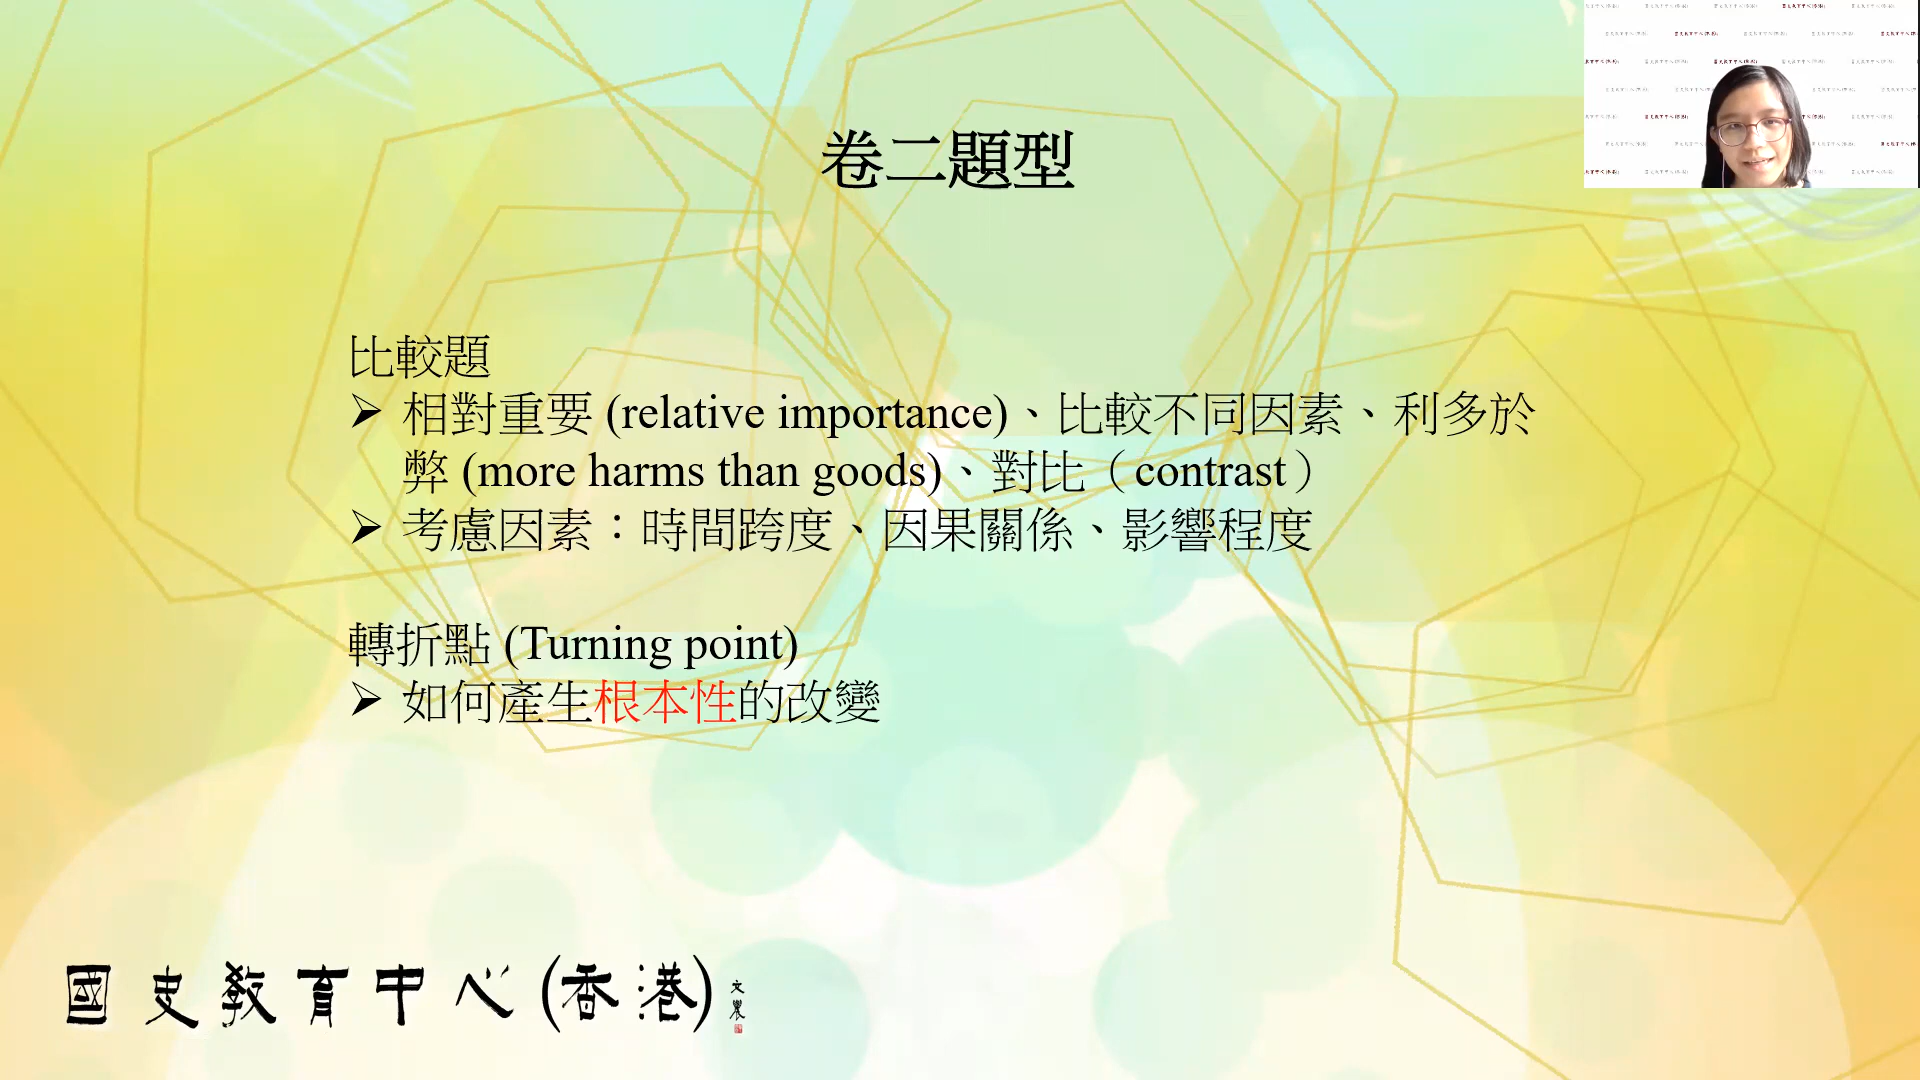 卷二題型
比較題
➢ 相對重要 (relative importance)、比較不同因素、利多於
弊 (more harms than goods)、對比（contrast）
➢ 考慮因素：時間跨度、因果關係、影響程度
轉折點 (Turning point)
➢ 如何產生根本性的改變
國史教育中心(香港)
文農